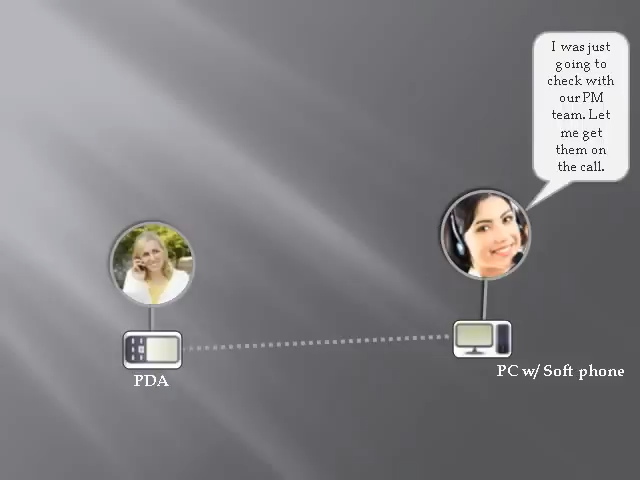 I was just
going to
check with
our PM
team. Let
me get
them on
the call.
PDA
PC w/ Soft phone